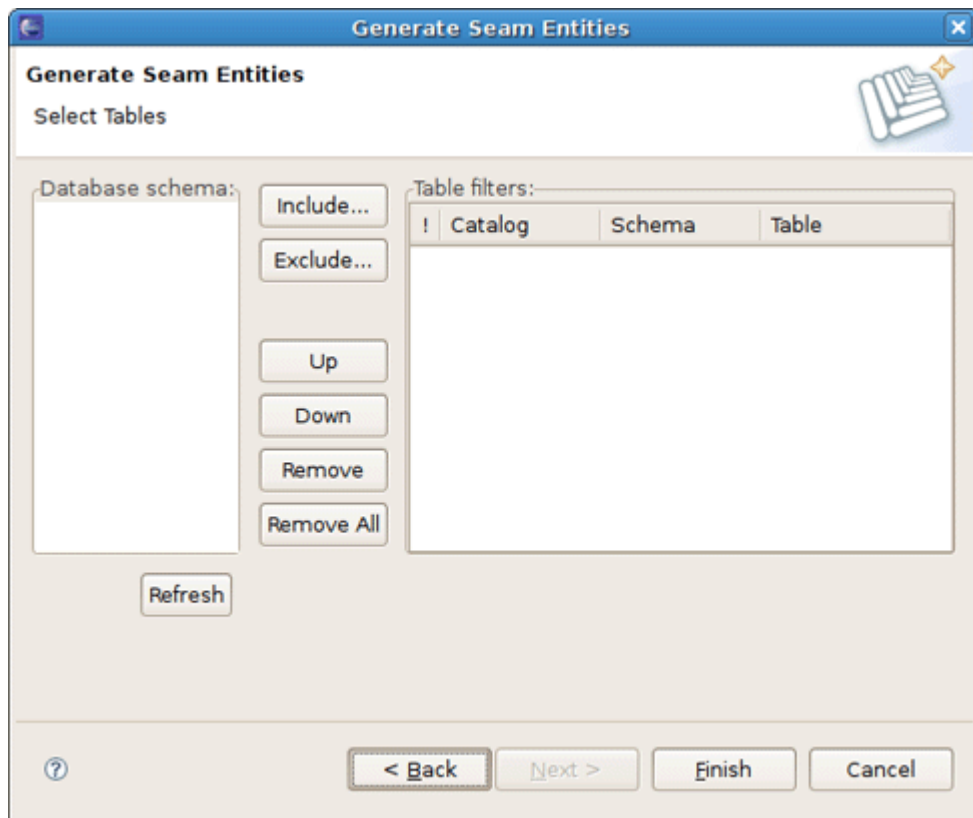 Generate Seam Entities
Generate Seam Entities
Select Tables
Database schema:
Include...
Exclude...
Up
Down
Remove
Remove All
Refresh
Table filters:
! Catalog Schema Table
? < Back Next > Finish Cancel